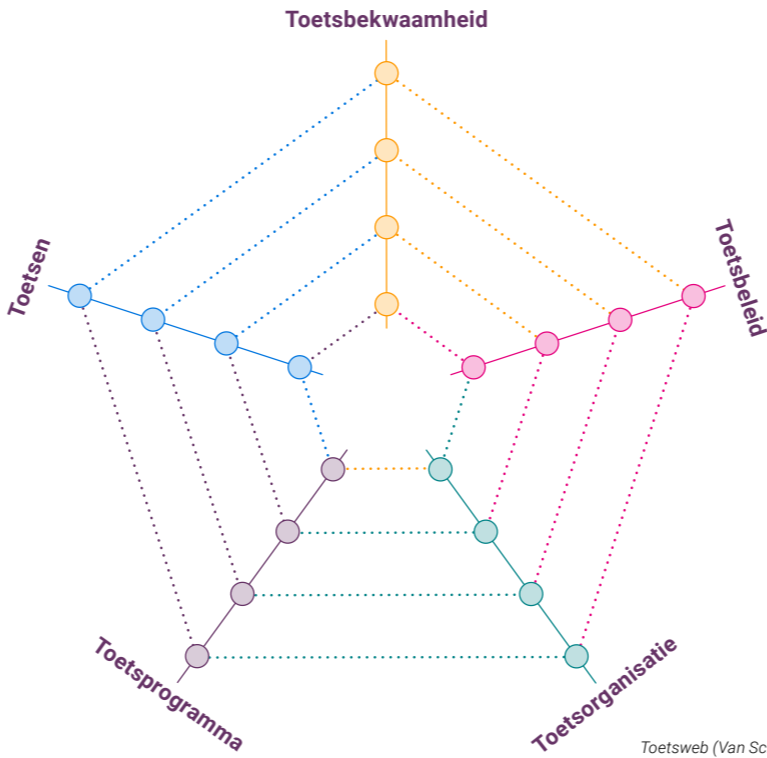 Toetsbekwaamheid
Toetsen
Toetsbeleid
Toetsprogramma
Toetsorganisatie
Toetsweb (Van Sc